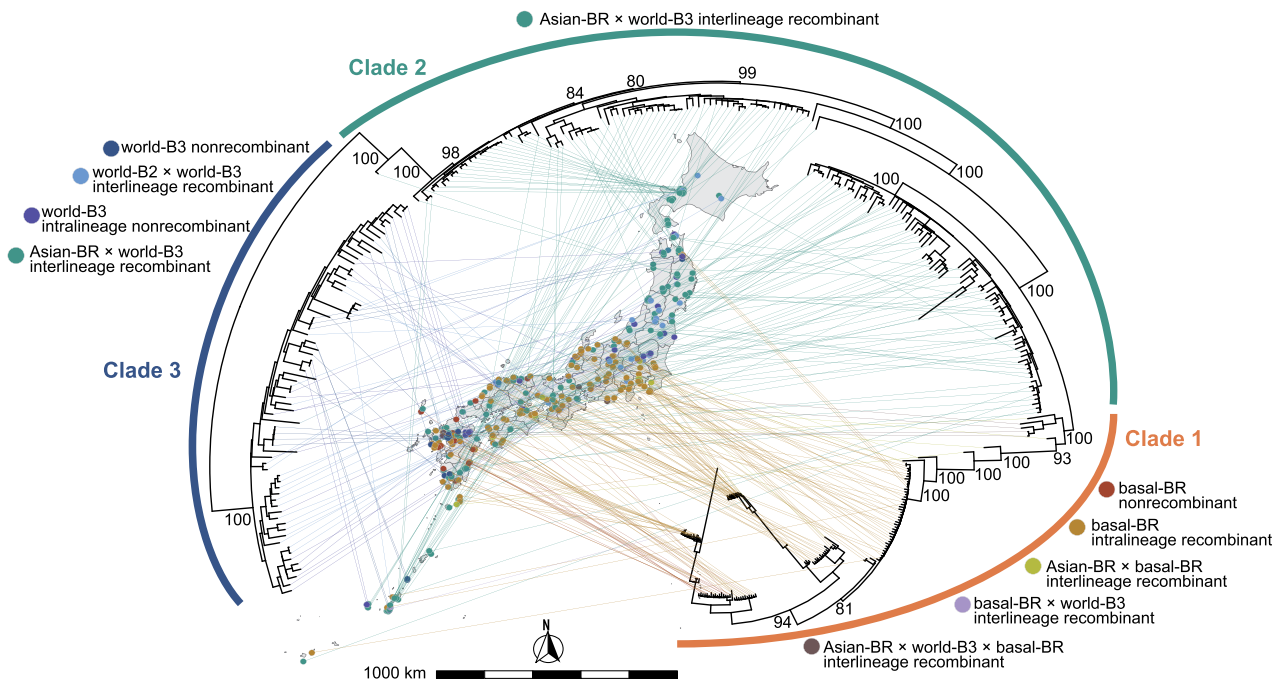 Asian-BR × world-B3 interlineage recombinant
Clade 2
99
80
84
100
98
100
100
100
100
100
world-B3 nonrecombinant
world-B2 × world-B3
interlineage recombinant
world-B3
intralineage nonrecombinant
Asian-BR × world-B3
interlineage recombinant
Clade 3
100
100
93
100
100
100
100
Clade 1
basal-BR
nonrecombinant
basal-BR
intralineage recombinant
Asian-BR × basal-BR
interlineage recombinant
basal-BR × world-B3
interlineage recombinant
81
94
Asian-BR × world-B3 × basal-BR
interlineage recombinant
N
1000 km